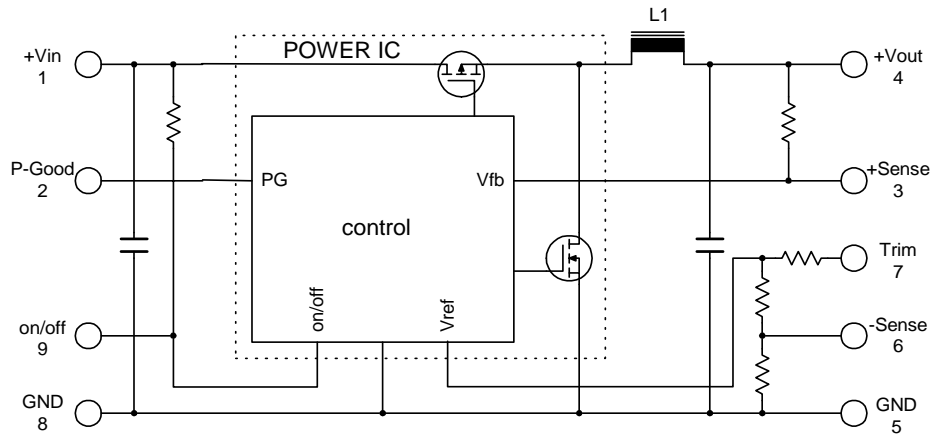 L1
+Vin
1
POWER IC
+Vout
4
P-Good
2
PG
Vfb
+Sense
3
control
Trim
7
on/off
Vref
on/off
9
-Sense
6
GND
8
GND
5